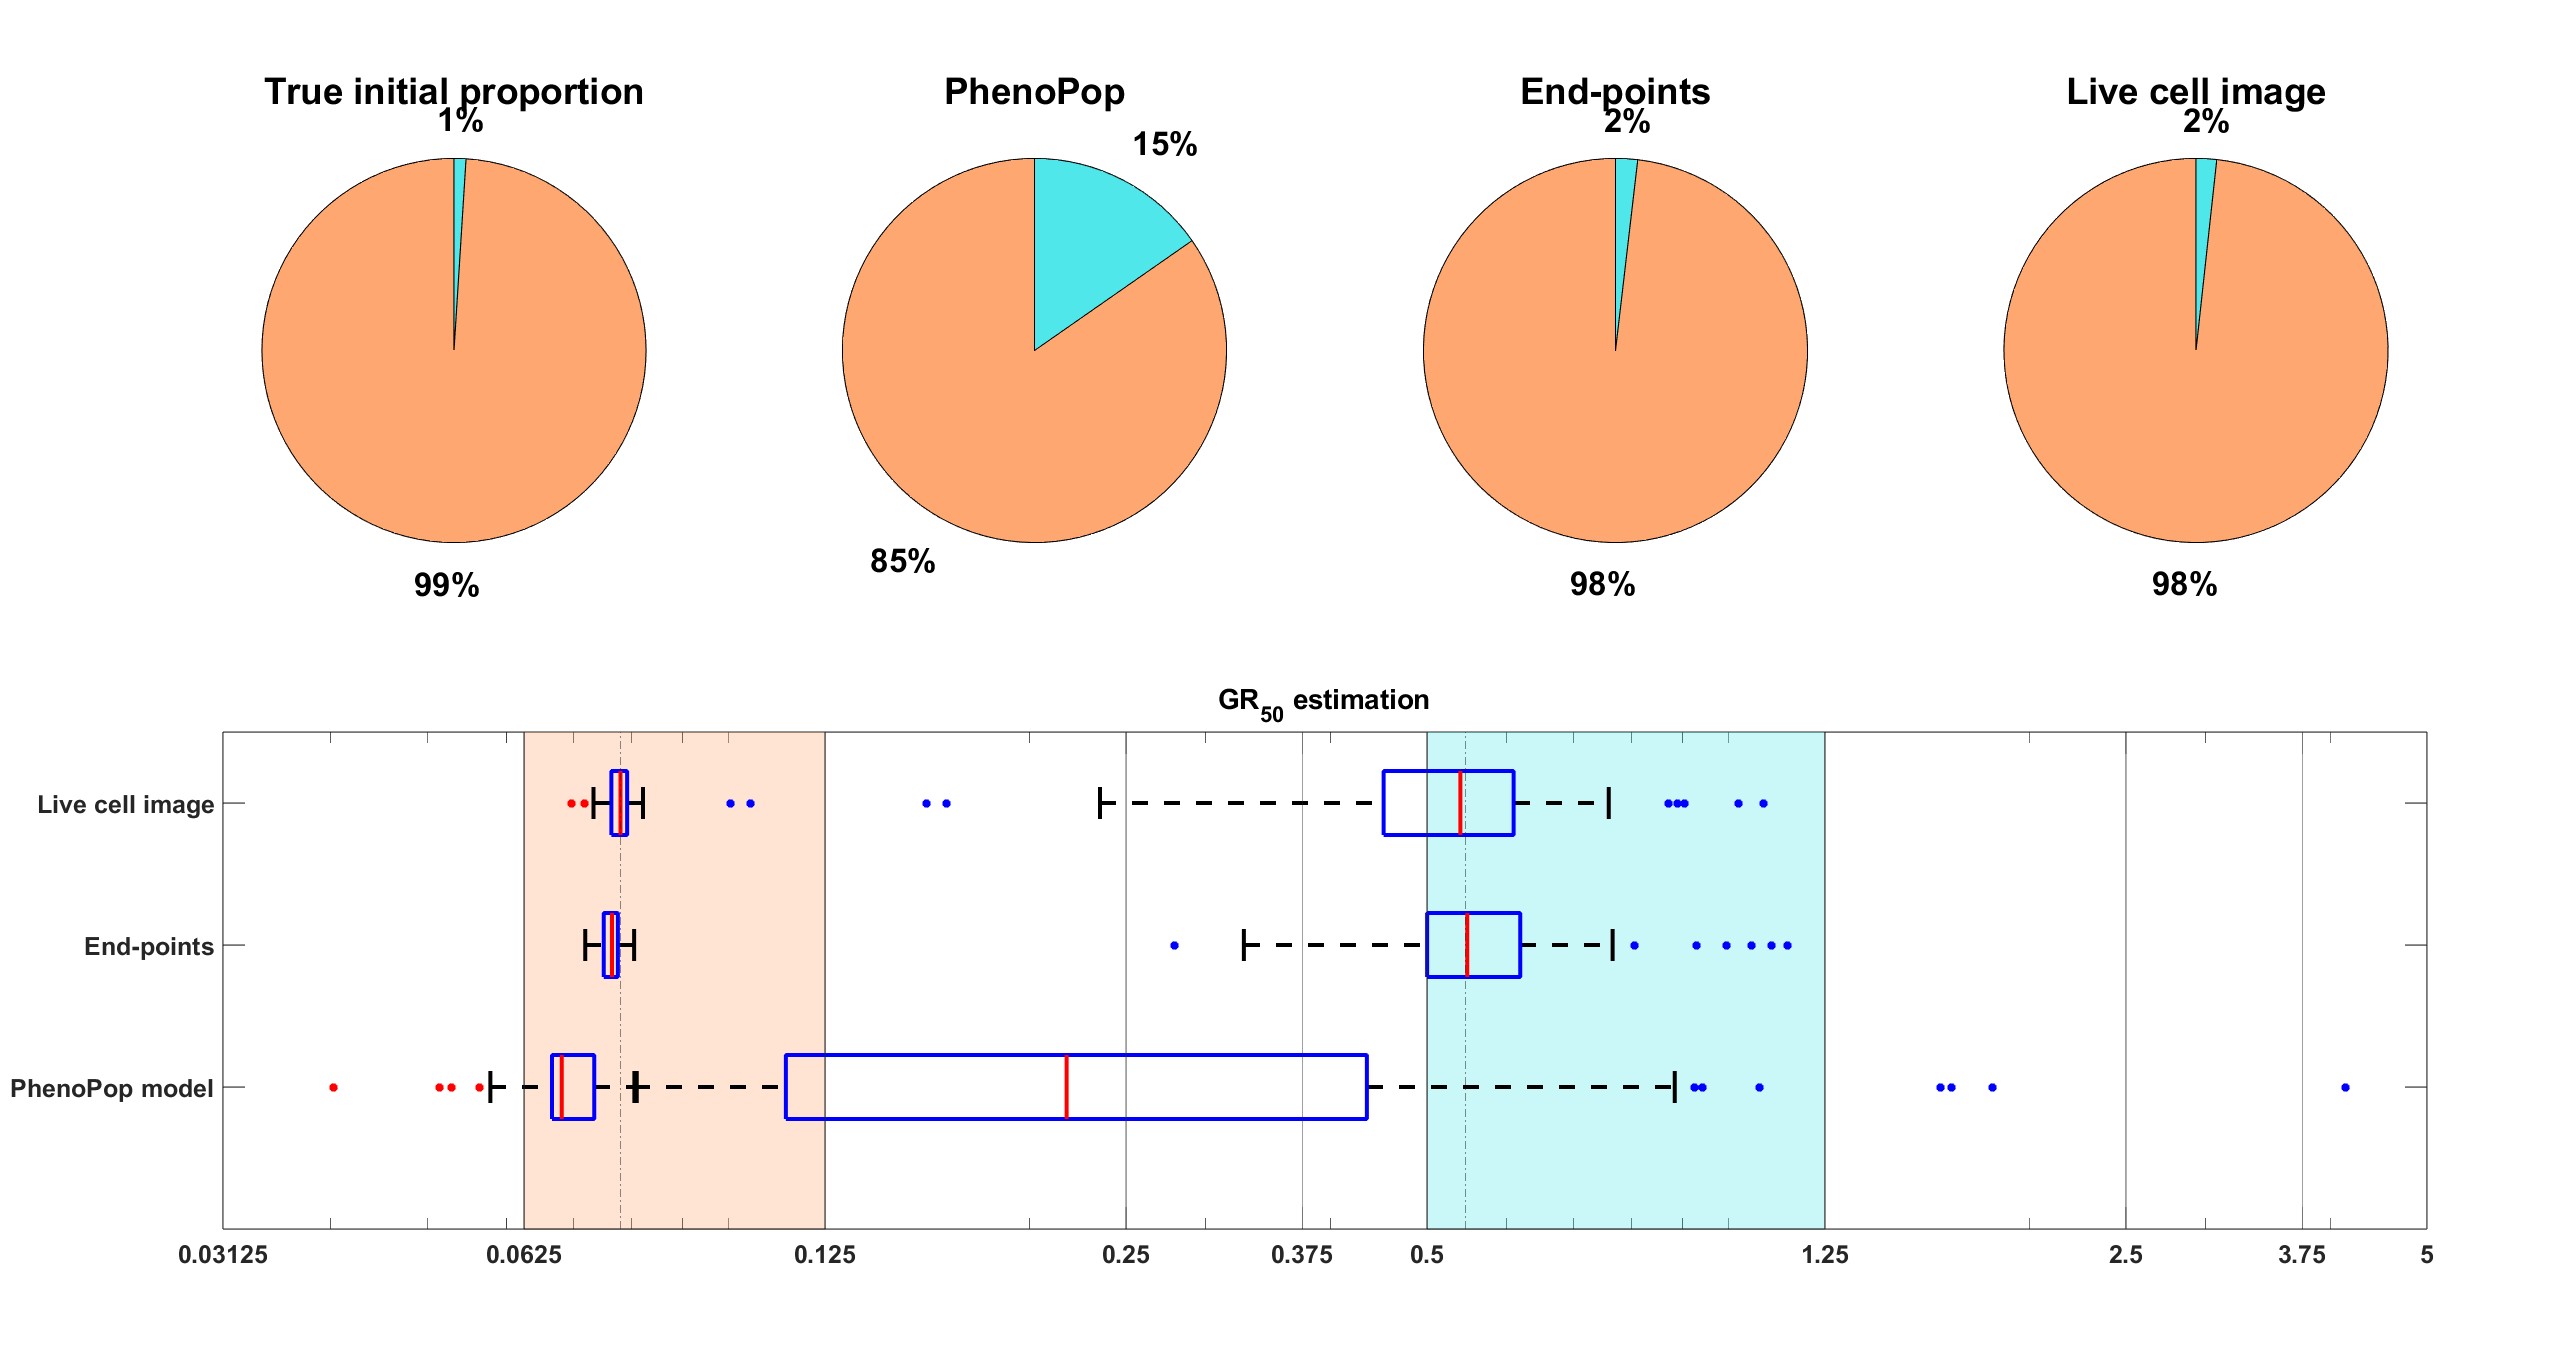 True initial proportion
PhenoPop
End-points
Live cell image
1%
15%
2%
2%
99%
85%
98%
98%
GR50 estimation
Live cell image
End-points
PhenoPop model
0.03125
0.0625
0.125
0.25
0.375
0.5
1.25
2.5
3.75
5